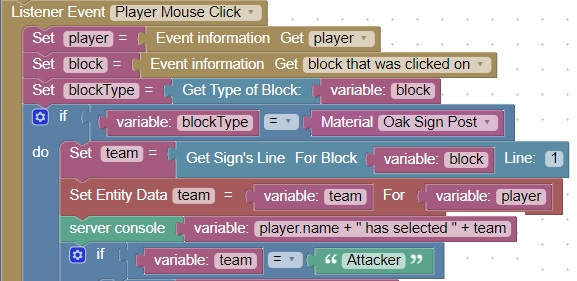 Listener Event Player Mouse Click
Set player = Event information Get player
Set block = Event information Get block that was clicked on
Set blockType = Get Type of Block: variable: block
if variable: blockType = Material Oak Sign Post
do Set team = Get Sign's Line For Block variable: block Line: 1
Set Entity Data team = variable: team For variable: player
server console variable: player.name + " has selected " + team
if variable: team = “ Attacker ”